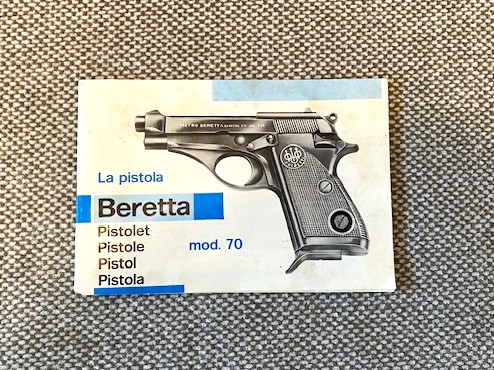 La pistola
Beretta
Pistolet
Pistole
Pistol
Pistola
mod. 70
PIETRO BERETTA